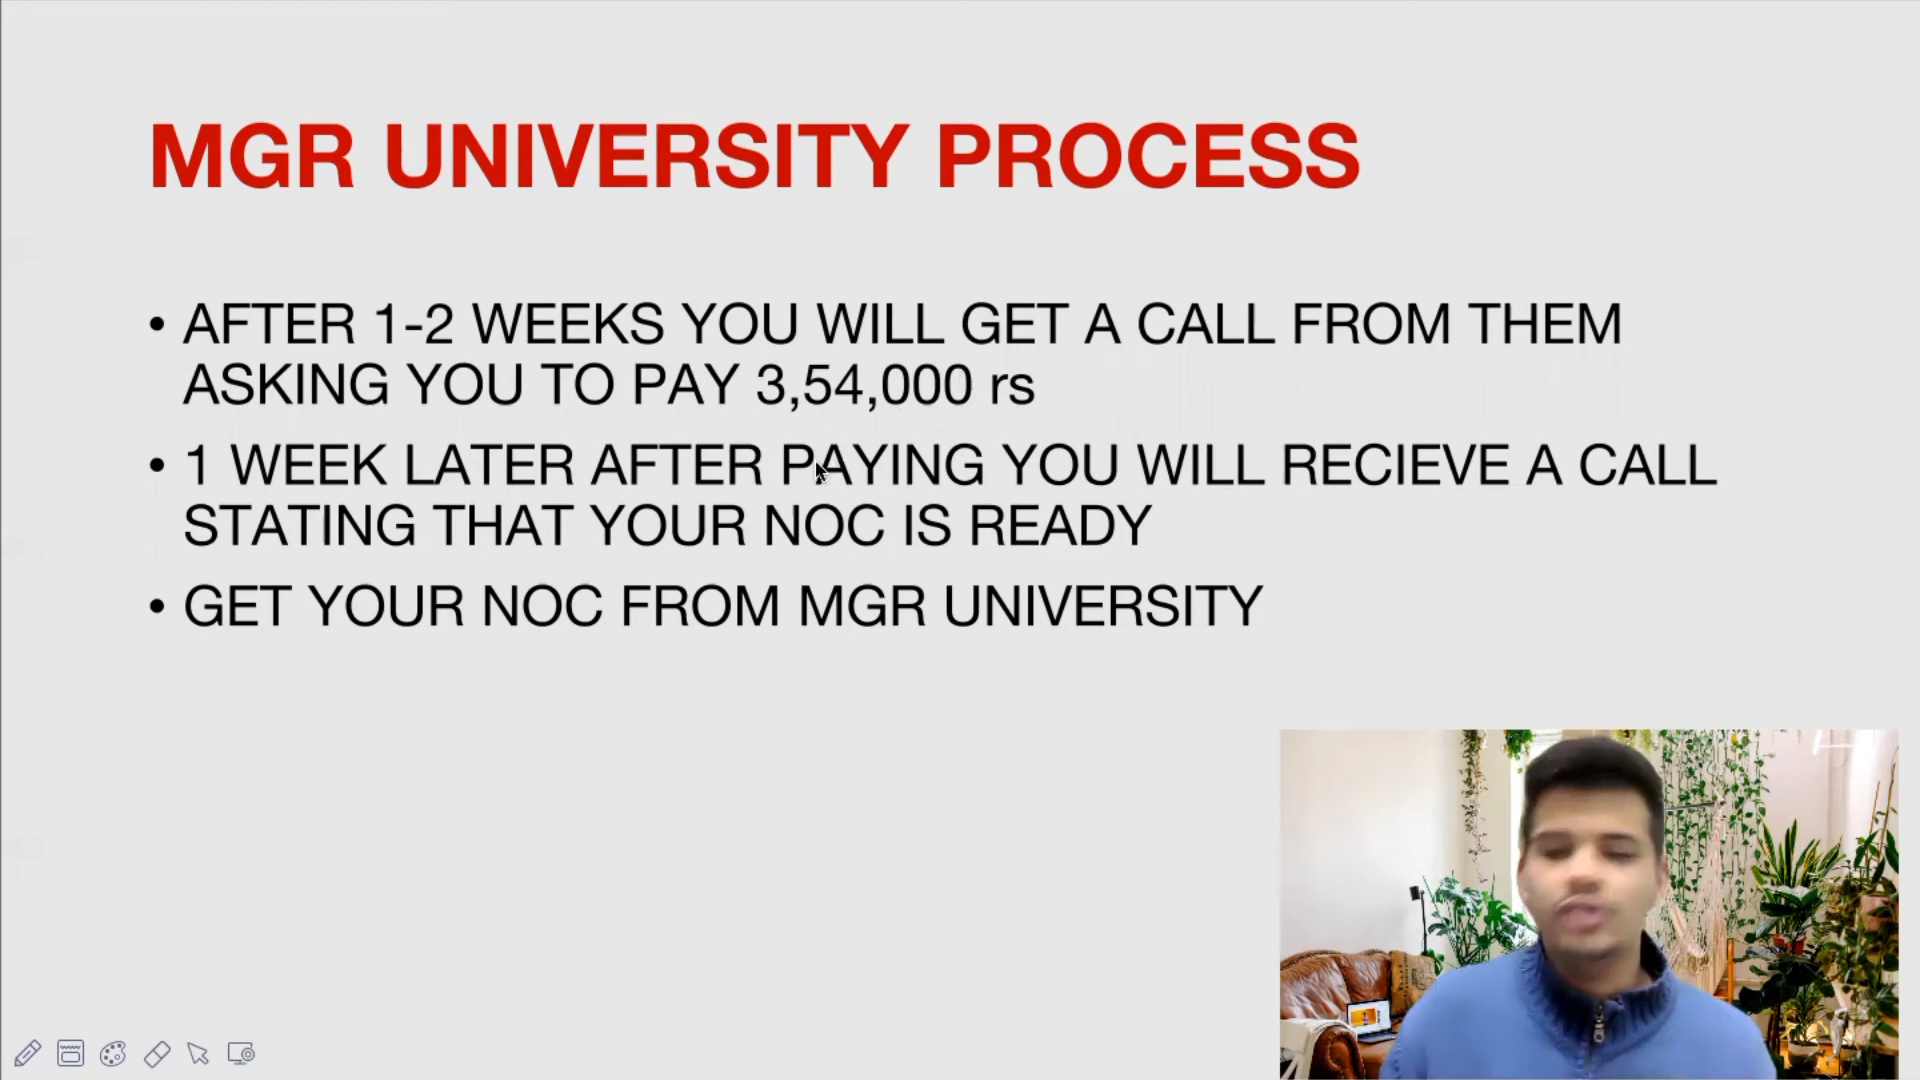 MGR UNIVERSITY PROCESS
• AFTER 1-2 WEEKS YOU WILL GET A CALL FROM THEM
ASKING YOU TO PAY 3,54,000 rs
• 1 WEEK LATER AFTER PAYING YOU WILL RECIEVE A CALL
STATING THAT YOUR NOC IS READY
• GET YOUR NOC FROM MGR UNIVERSITY